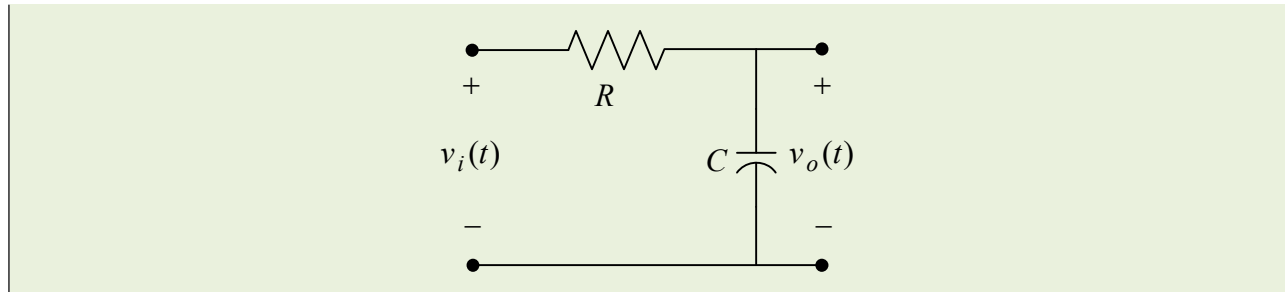 R
+ +
v_i(t) C v_o(t)
− −